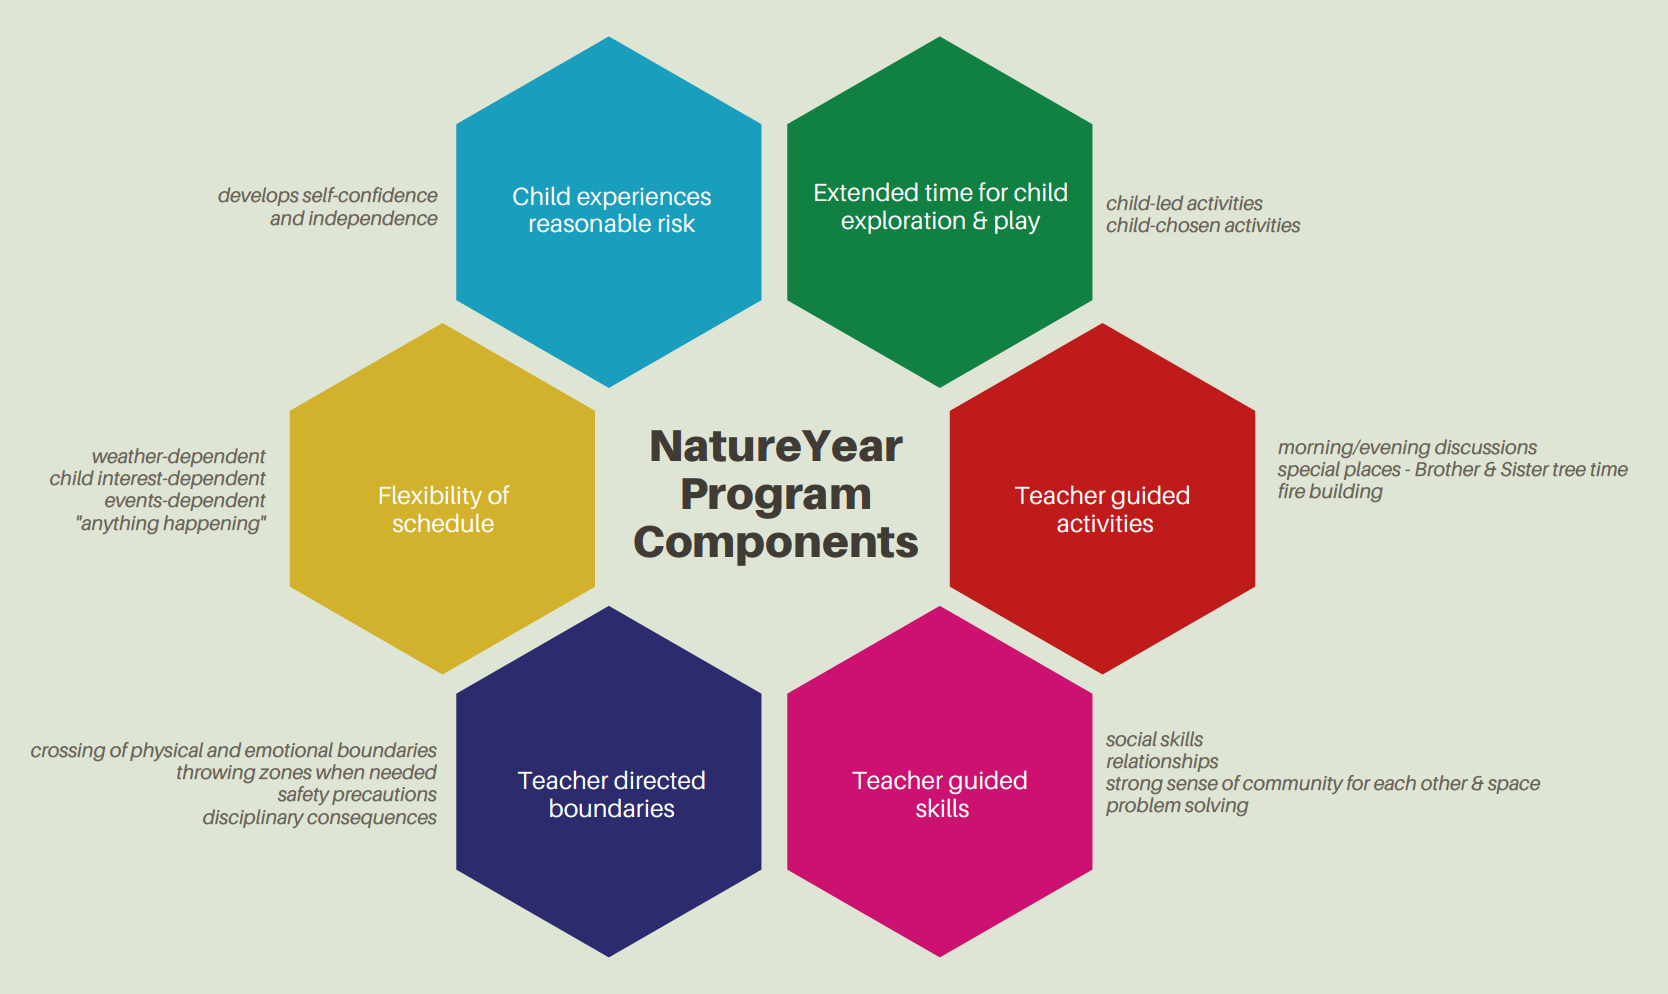 develops self-confidence
and independence
Child experiences
reasonable risk
Extended time for child
exploration & play
child-led activities
child-chosen activities
weather-dependent
child interest-dependent
events-dependent
"anything happening"
Flexibility of
schedule
NatureYear
Program
Components
Teacher guided
activities
morning/evening discussions
special places - Brother & Sister tree time
fire building
crossing of physical and emotional boundaries
throwing zones when needed
safety precautions
disciplinary consequences
Teacher directed
boundaries
Teacher guided
skills
social skills
relationships
strong sense of community for each other & space
problem solving